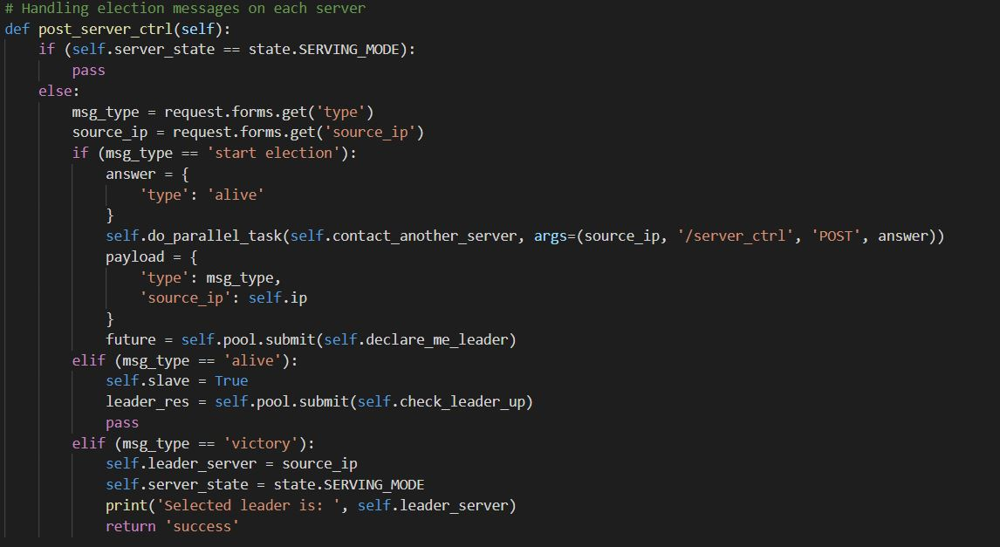 # Handling election messages on each server
def post_server_ctrl(self):
    if (self.server_state == state.SERVING_MODE):
        pass
    else:
        msg_type = request.forms.get('type')
        source_ip = request.forms.get('source_ip')
        if (msg_type == 'start election'):
            answer = {
                'type': 'alive'
            }
            self.do_parallel_task(self.contact_another_server, args=(source_ip, '/server_ctrl', 'POST', answer))
            payload = {
                'type': msg_type,
                'source_ip': self.ip
            }
            future = self.pool.submit(self.declare_me_leader)
        elif (msg_type == 'alive'):
            self.slave = True
            leader_res = self.pool.submit(self.check_leader_up)
            pass
        elif (msg_type == 'victory'):
            self.leader_server = source_ip
            self.server_state = state.SERVING_MODE
            print('Selected leader is: ', self.leader_server)
            return 'success'